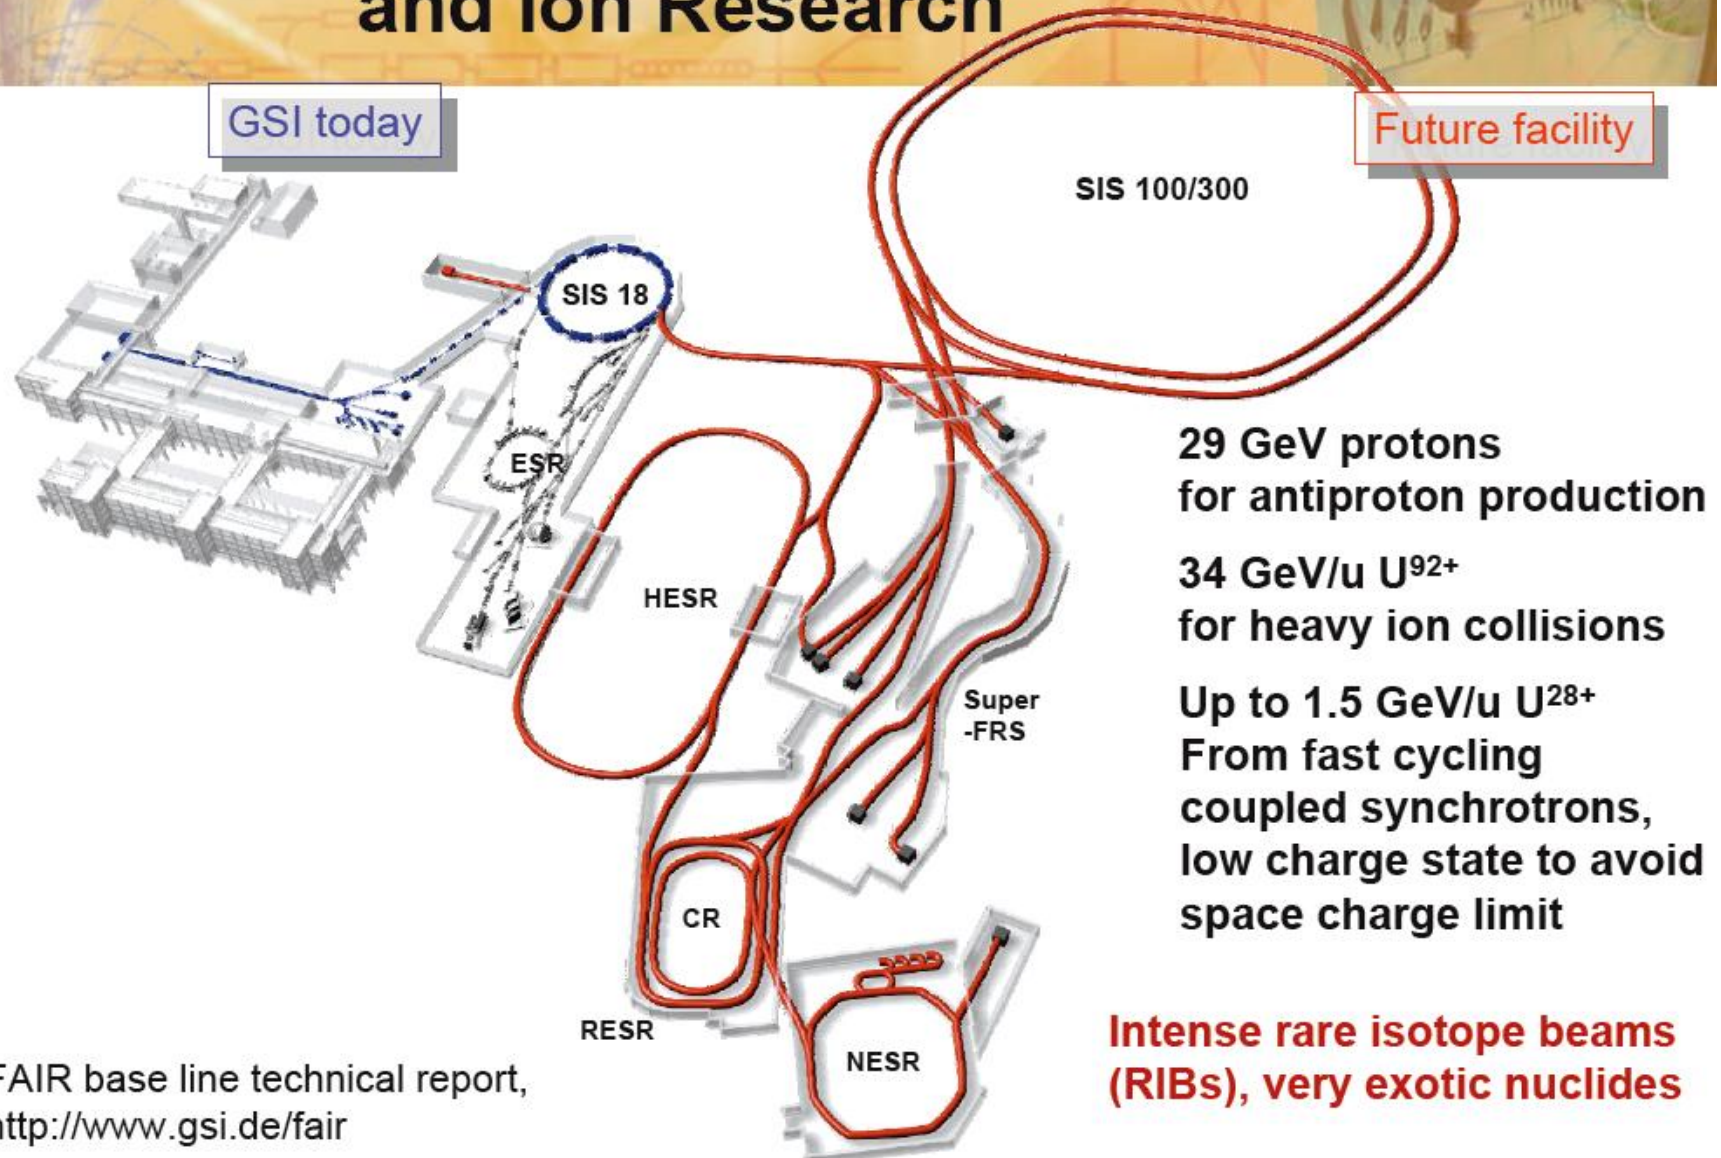 and Ion Research
GSI today
Future facility
SIS 100/300
SIS 18
ESR
HESR
Super
-FRS
CR
RESR
NESR
29 GeV protons
for antiproton production
34 GeV/u U⁹²⁺
for heavy ion collisions
Up to 1.5 GeV/u U²⁸⁺
From fast cycling
coupled synchrotrons,
low charge state to avoid
space charge limit
Intense rare isotope beams
(RIBs), very exotic nuclides
FAIR base line technical report,
http://www.gsi.de/fair